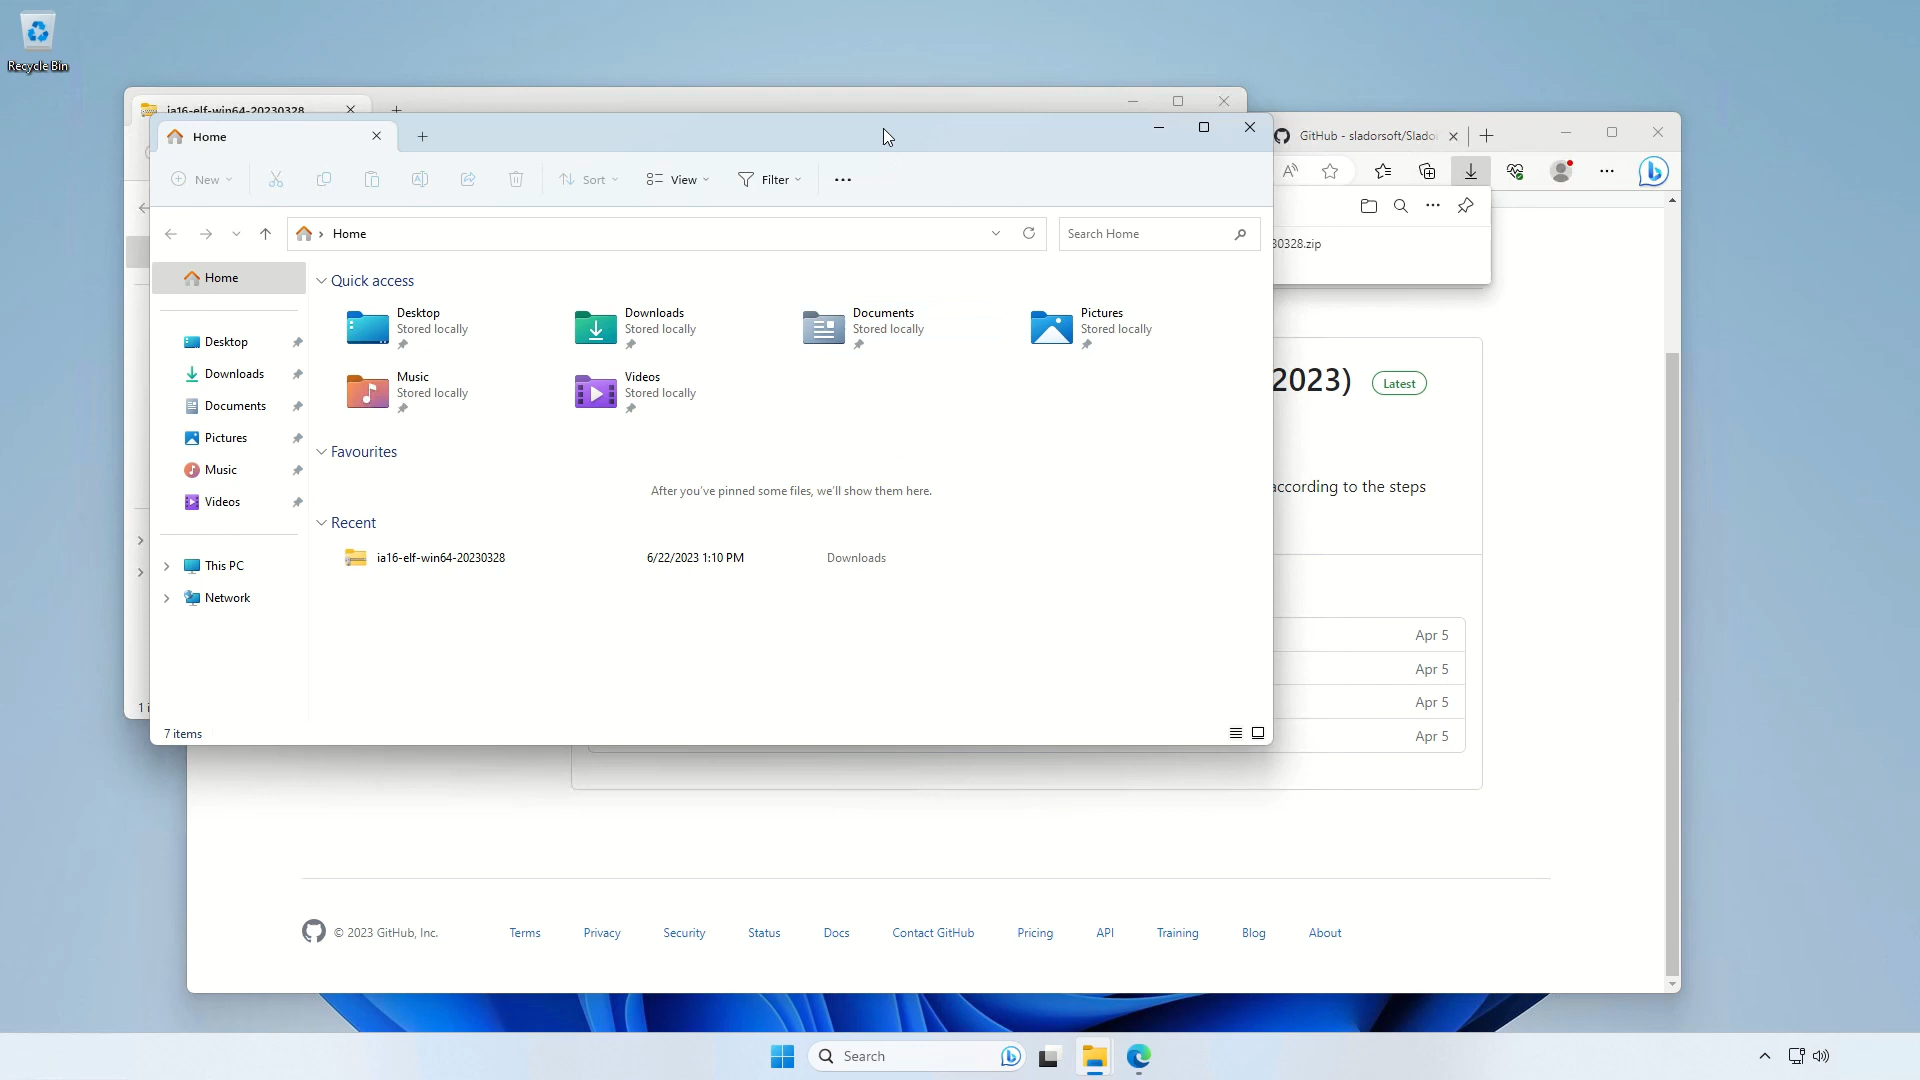 Recycle Bin
ia16-elf-win64-20230328
Home
GitHub - sladorsoft/Slado
New
Sort
View
Filter
Home
Search Home
30328.zip
Home
Quick access
Desktop
Stored locally
Downloads
Stored locally
Documents
Stored locally
Pictures
Stored locally
Music
Stored locally
Videos
Stored locally
Desktop
Downloads
Documents
Pictures
Music
Videos
This PC
Network
Favourites
After you've pinned some files, we'll show them here.
Recent
ia16-elf-win64-20230328 6/22/2023 1:10 PM Downloads
7 items
2023) Latest
according to the steps
Apr 5
Apr 5
Apr 5
Apr 5
© 2023 GitHub, Inc. Terms Privacy Security Status Docs Contact GitHub Pricing API Training Blog About
Search